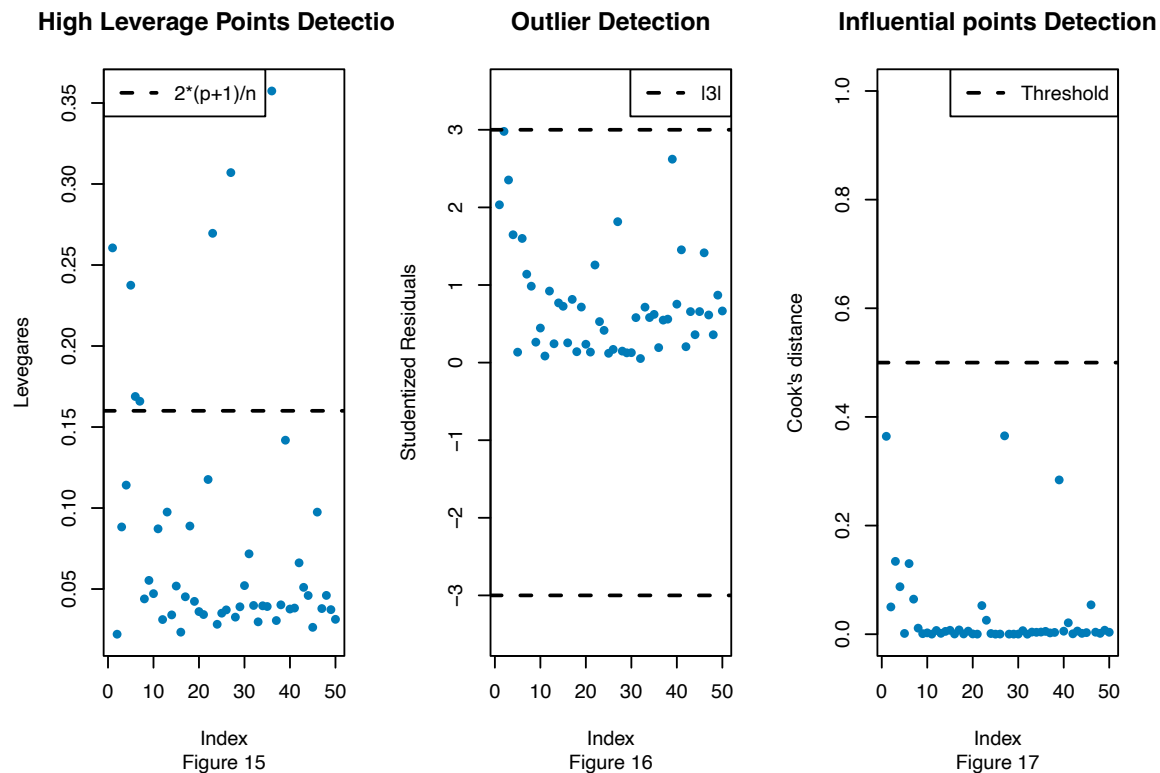 High Leverage Points Detectio
2*(p+1)/n
Levegares
0.05 0.10 0.15 0.20 0.25 0.30 0.35
0 10 20 30 40 50
Index
Figure 15
Outlier Detection
|3|
Studentized Residuals
-3 -2 -1 0 1 2 3
0 10 20 30 40 50
Index
Figure 16
Influential points Detection
Threshold
Cook's distance
0.0 0.2 0.4 0.6 0.8 1.0
0 10 20 30 40 50
Index
Figure 17